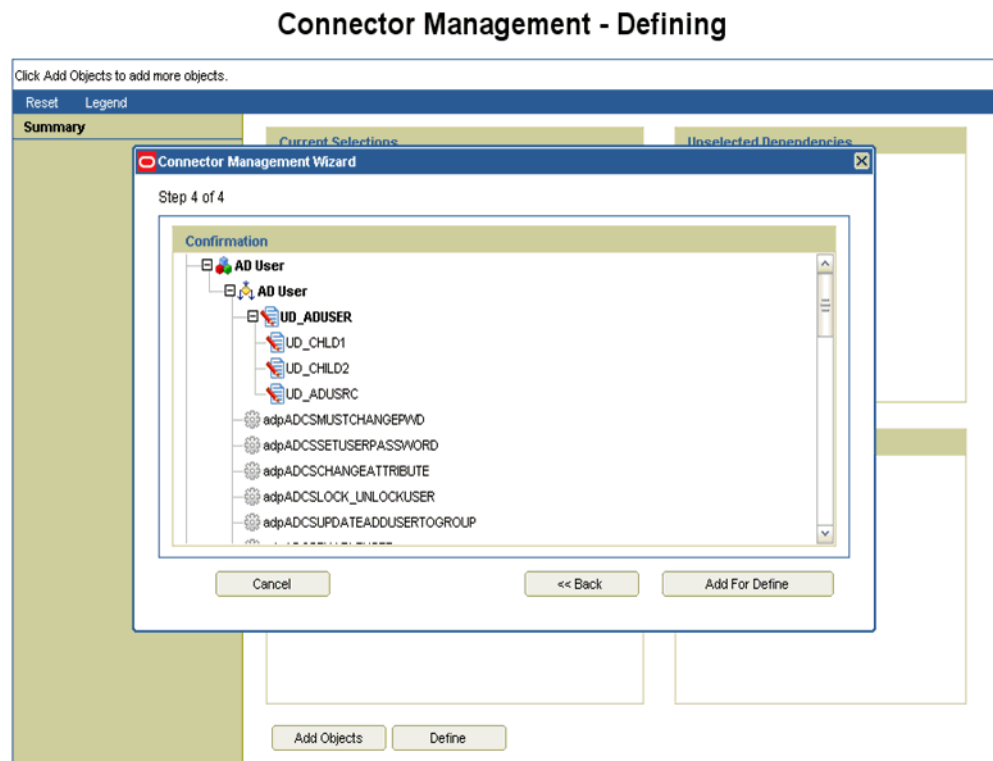 Connector Management - Defining
Click Add Objects to add more objects.
Reset Legend
Summary
Current Selections
Unselected Dependencies
Connector Management Wizard
Step 4 of 4
Confirmation
AD User
AD User
UD_ADUSER
UD_CHLD1
UD_CHILD2
UD_ADUSRC
adpADCSMUSTCHANGEPWD
adpADCSSETUSERPASSWORD
adpADCSCHANGEATTRIBUTE
adpADCSLOCK_UNLOCKUSER
adpADCSUPDATEADDUSERTOGROUP
Cancel << Back Add For Define
Add Objects Define